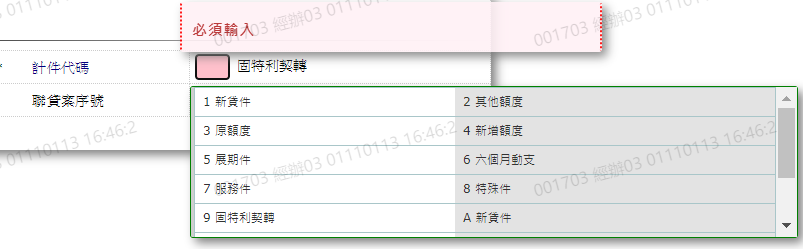 必須輸入
計件代碼 固特利契轉
聯貸案序號
1 新貸件 2 其他額度
3 原額度 4 新增額度
5 展期件 6 六個月動支
7 服務件 8 特殊件
9 固特利契轉 A 新貸件
001703 經辦03 01110113 16:46:2